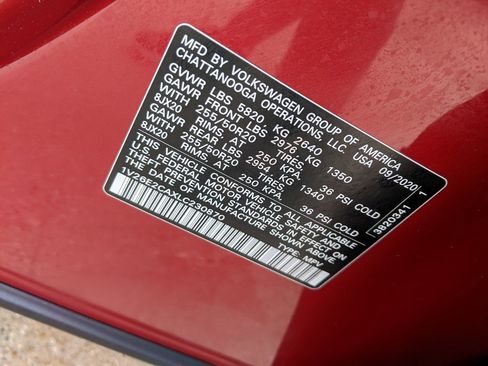 MFD BY VOLKSWAGEN GROUP OF AMERICA
CHATTANOOGA OPERATIONS, LLC. USA 09/2020
GVWR LBS 5820 KG 2640
GAWR FRONT LBS 2976 KG 1350
WITH 255/50R20 TIRES,
8JX20 RIMS AT 250 KPA 36 PSI COLD
GAWR REAR LBS 2954 KG 1340
WITH 255/50R20 TIRES,
8JX20 RIMS AT 250 KPA 36 PSI COLD
THIS VEHICLE CONFORMS TO ALL APPLICABLE
U.S. FEDERAL MOTOR VEHICLE SAFETY AND
THEFT PREVENTION STANDARDS IN EFFECT ON
THE DATE OF MANUFACTURE SHOWN ABOVE
1V2BE2CAXLC230870 TYPE: MPV
3820341